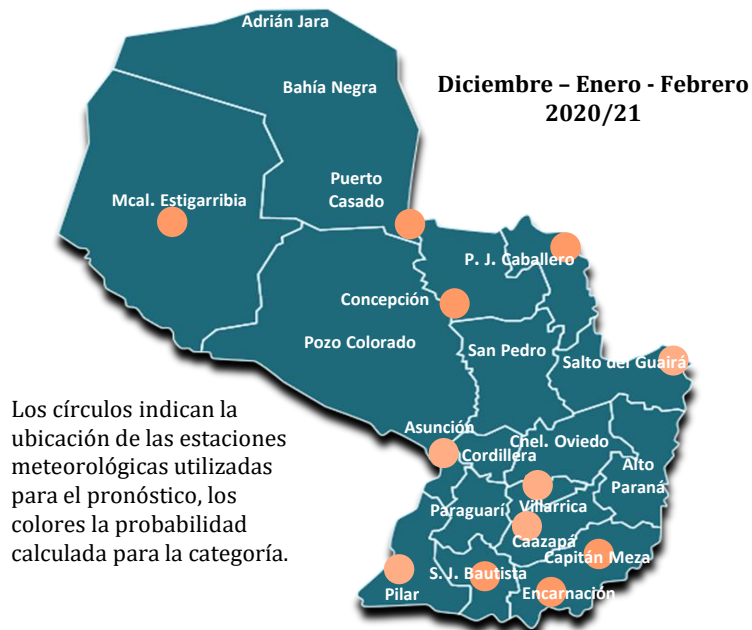 Adrián Jara
Diciembre – Enero - Febrero
2020/21
Bahía Negra
Puerto
Casado
Mcal. Estigarribia
P. J. Caballero
Concepción
Pozo Colorado
San Pedro
Salto del Guairá
Los círculos indican la
ubicación de las estaciones
meteorológicas utilizadas
para el pronóstico, los
colores la probabilidad
calculada para la categoría.
Asunción
Cnel. Oviedo
Cordillera
Alto
Paraná
Villarrica
Paraguarí
Caazapá
Capitán Meza
S. J. Bautista
Pilar
Encarnación